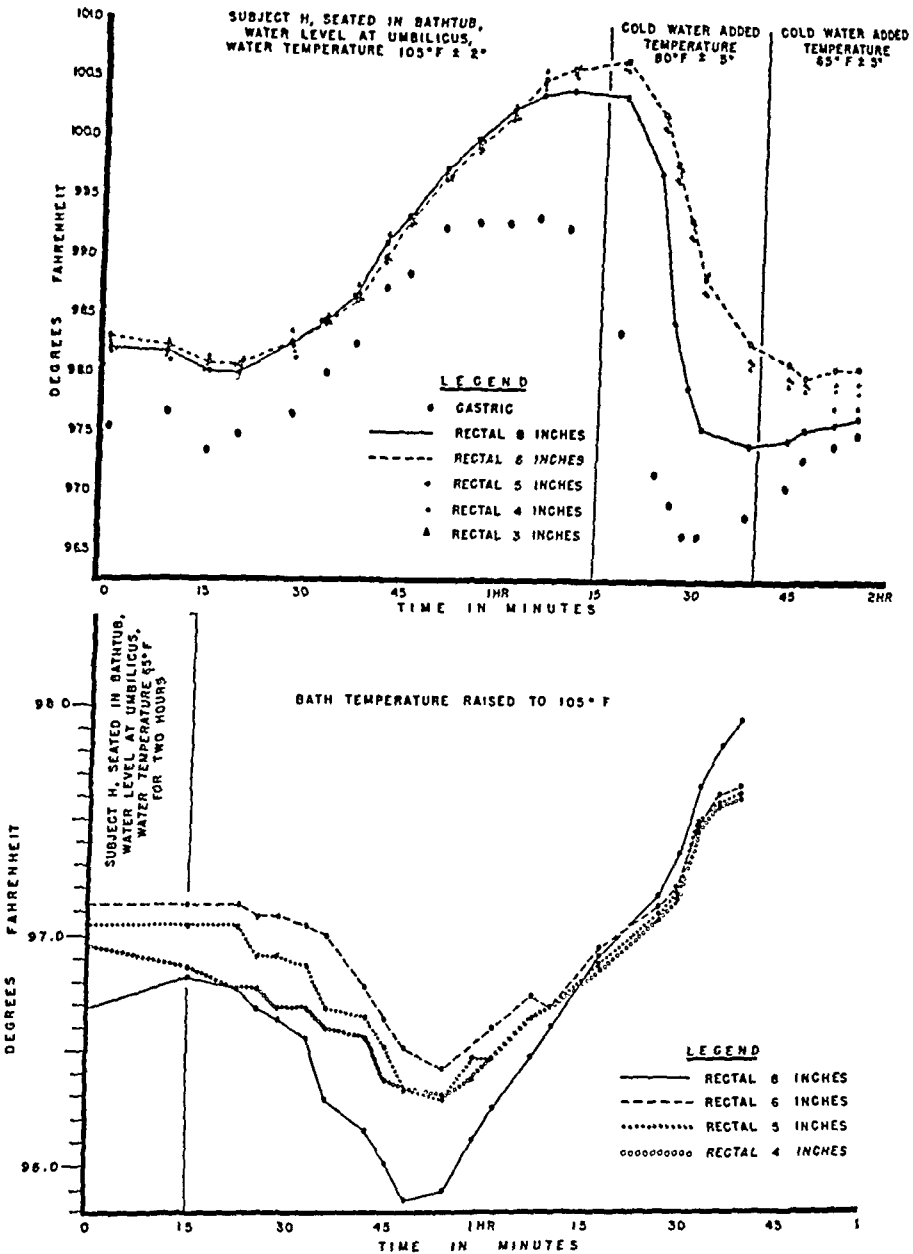 SUBJECT H, SEATED IN BATHTUB,
WATER LEVEL AT UMBILICUS,
WATER TEMPERATURE 105°F ± 2°
COLD WATER ADDED
TEMPERATURE
80°F ± 5°
COLD WATER ADDED
TEMPERATURE
65°F ± 5°
101.0
100.5
100.0
99.5
99.0
98.5
98.0
97.5
97.0
96.5
DEGREES FAHRENHEIT
LEGEND
GASTRIC
RECTAL 8 INCHES
RECTAL 6 INCHES
RECTAL 5 INCHES
RECTAL 4 INCHES
RECTAL 3 INCHES
0 15 30 45 1HR 15 30 45 2HR
TIME IN MINUTES
SUBJECT H, SEATED IN BATHTUB,
WATER LEVEL AT UMBILICUS,
WATER TEMPERATURE 65°F
FOR TWO HOURS
BATH TEMPERATURE RAISED TO 105°F
98.0
97.0
96.0
DEGREES FAHRENHEIT
LEGEND
RECTAL 8 INCHES
RECTAL 6 INCHES
RECTAL 5 INCHES
RECTAL 4 INCHES
0 15 30 45 1HR 15 30 45
TIME IN MINUTES